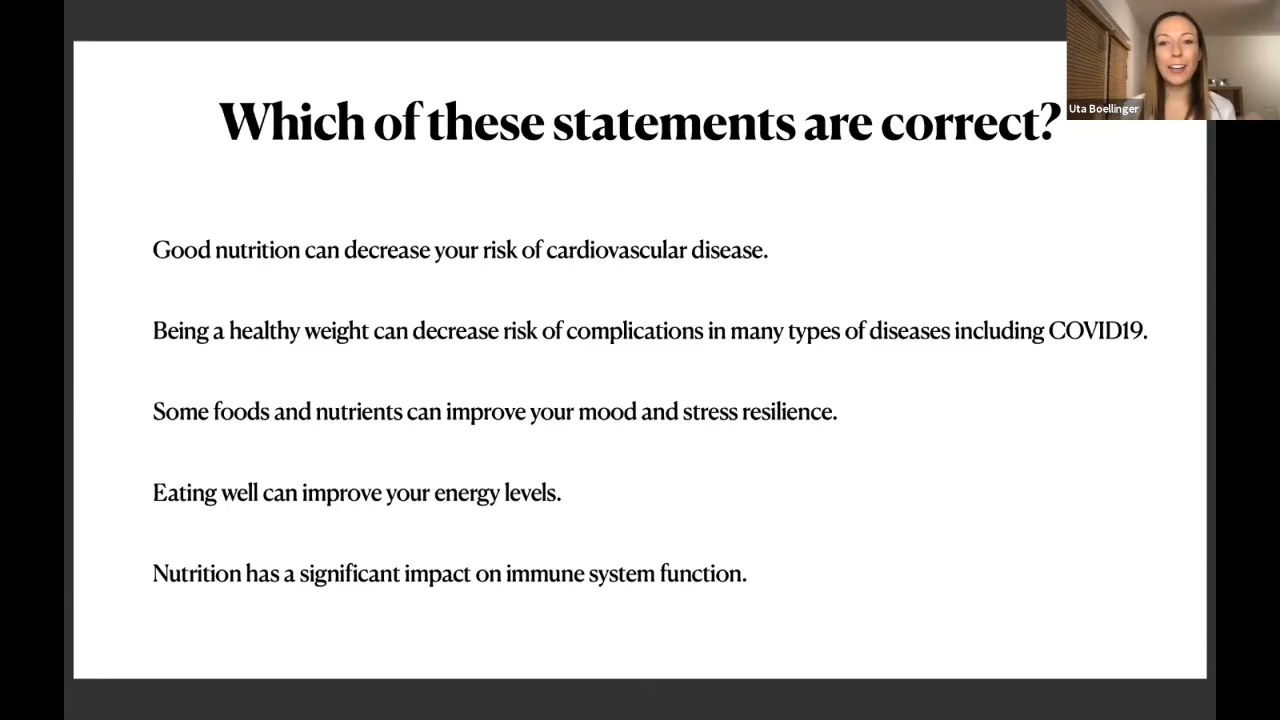 Which of these statements are correct?
Uta Boellinger
Good nutrition can decrease your risk of cardiovascular disease.
Being a healthy weight can decrease risk of complications in many types of diseases including COVID19.
Some foods and nutrients can improve your mood and stress resilience.
Eating well can improve your energy levels.
Nutrition has a significant impact on immune system function.